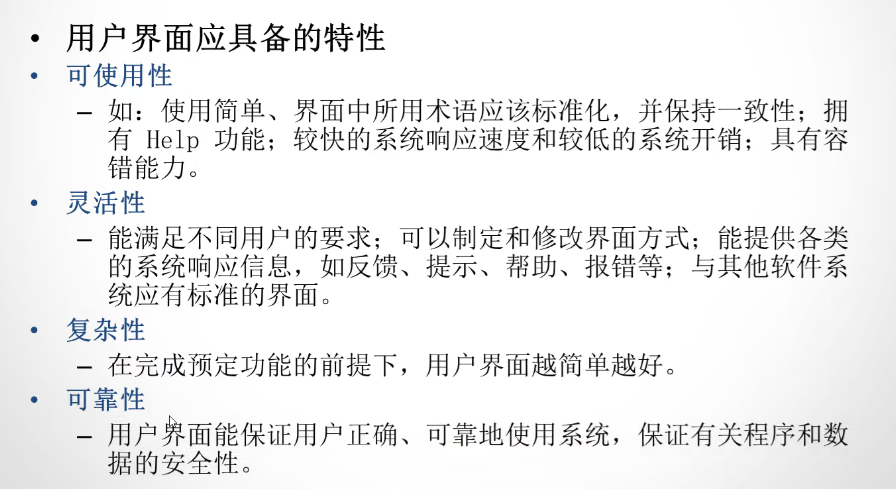 • 用户界面应具备的特性
• 可使用性
– 如：使用简单、界面中所用术语应该标准化，并保持一致性；拥
有 Help 功能；较快的系统响应速度和较低的系统开销；具有容
错能力。
• 灵活性
– 能满足不同用户的要求；可以制定和修改界面方式；能提供各类
的系统响应信息，如反馈、提示、帮助、报错等；与其他软件系
统应有标准的界面。
• 复杂性
– 在完成预定功能的前提下，用户界面越简单越好。
• 可靠性
– 用户界面能保证用户正确、可靠地使用系统，保证有关程序和数
据的安全性。